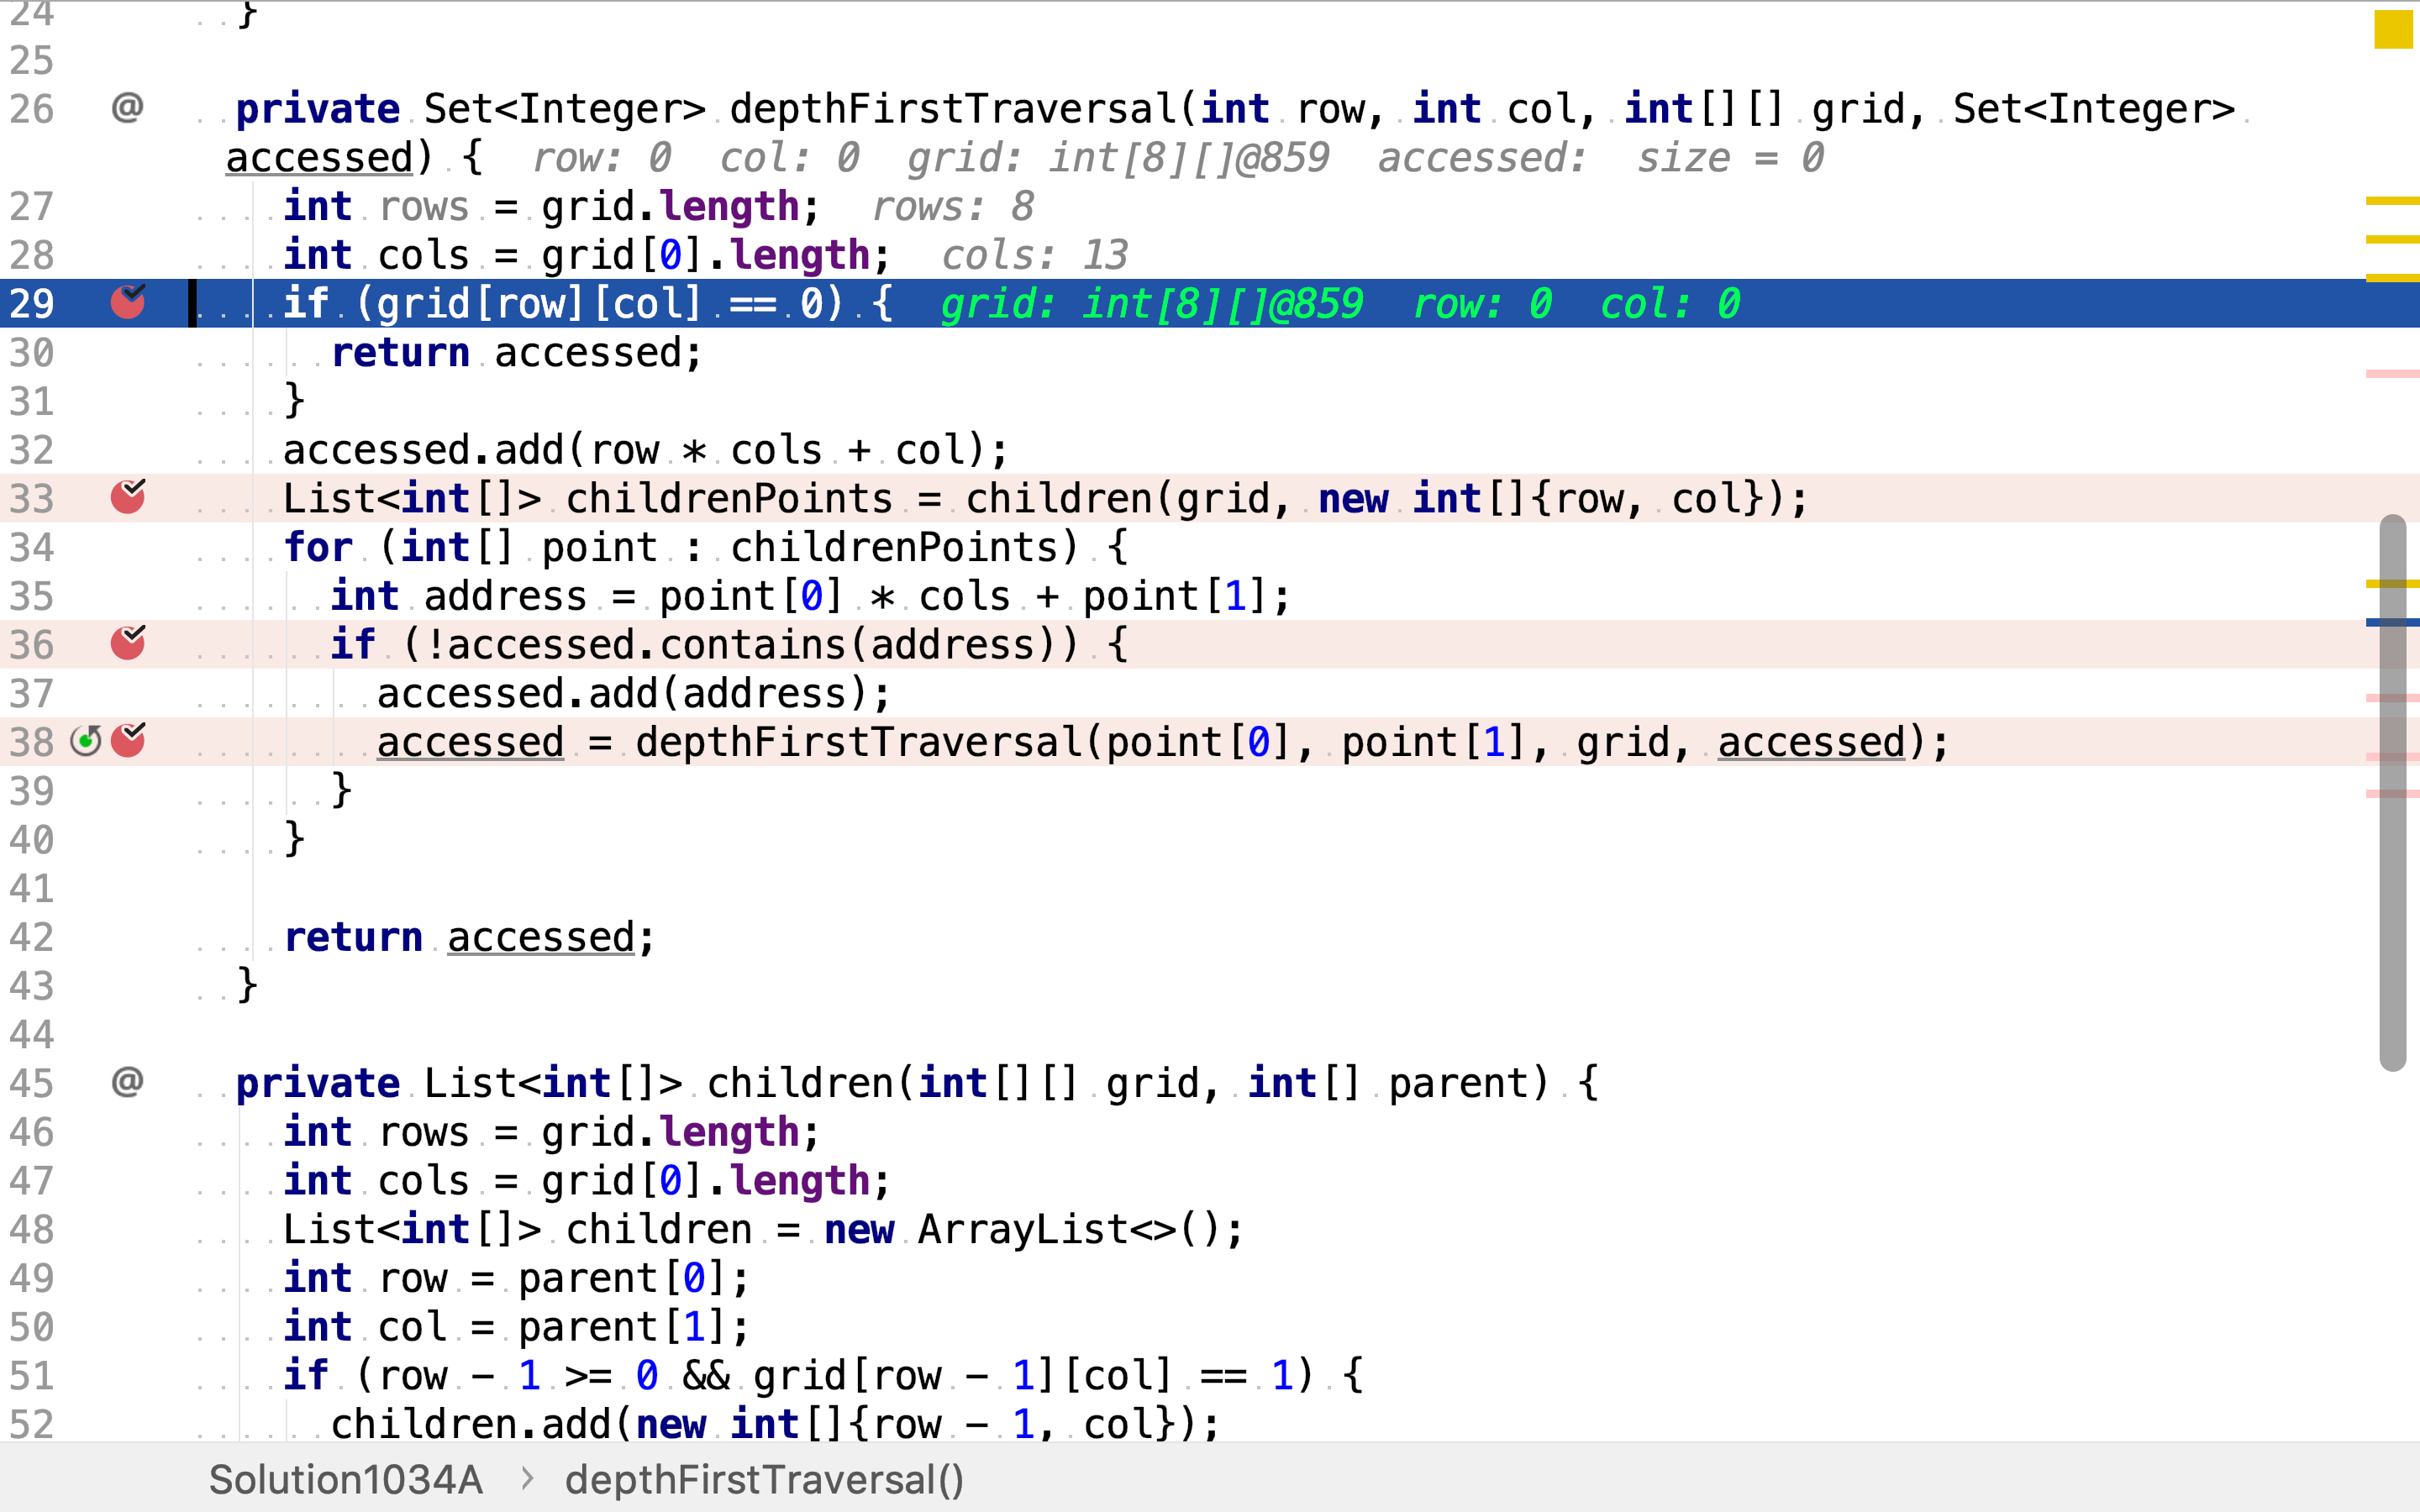 24 }
25
26 @ private Set<Integer> depthFirstTraversal(int row, int col, int[][] grid, Set<Integer>
accessed) { row: 0 col: 0 grid: int[8][]@859 accessed: size = 0
27 int rows = grid.length; rows: 8
28 int cols = grid[0].length; cols: 13
29 if (grid[row][col] == 0) { grid: int[8][]@859 row: 0 col: 0
30 return accessed;
31 }
32 accessed.add(row * cols + col);
33 List<int[]> childrenPoints = children(grid, new int[]{row, col});
34 for (int[] point : childrenPoints) {
35 int address = point[0] * cols + point[1];
36 if (!accessed.contains(address)) {
37 accessed.add(address);
38 accessed = depthFirstTraversal(point[0], point[1], grid, accessed);
39 }
40 }
41
42 return accessed;
43 }
44
45 @ private List<int[]> children(int[][] grid, int[] parent) {
46 int rows = grid.length;
47 int cols = grid[0].length;
48 List<int[]> children = new ArrayList<>();
49 int row = parent[0];
50 int col = parent[1];
51 if (row - 1 >= 0 && grid[row - 1][col] == 1) {
52 children.add(new int[]{row - 1, col});
Solution1034A > depthFirstTraversal()